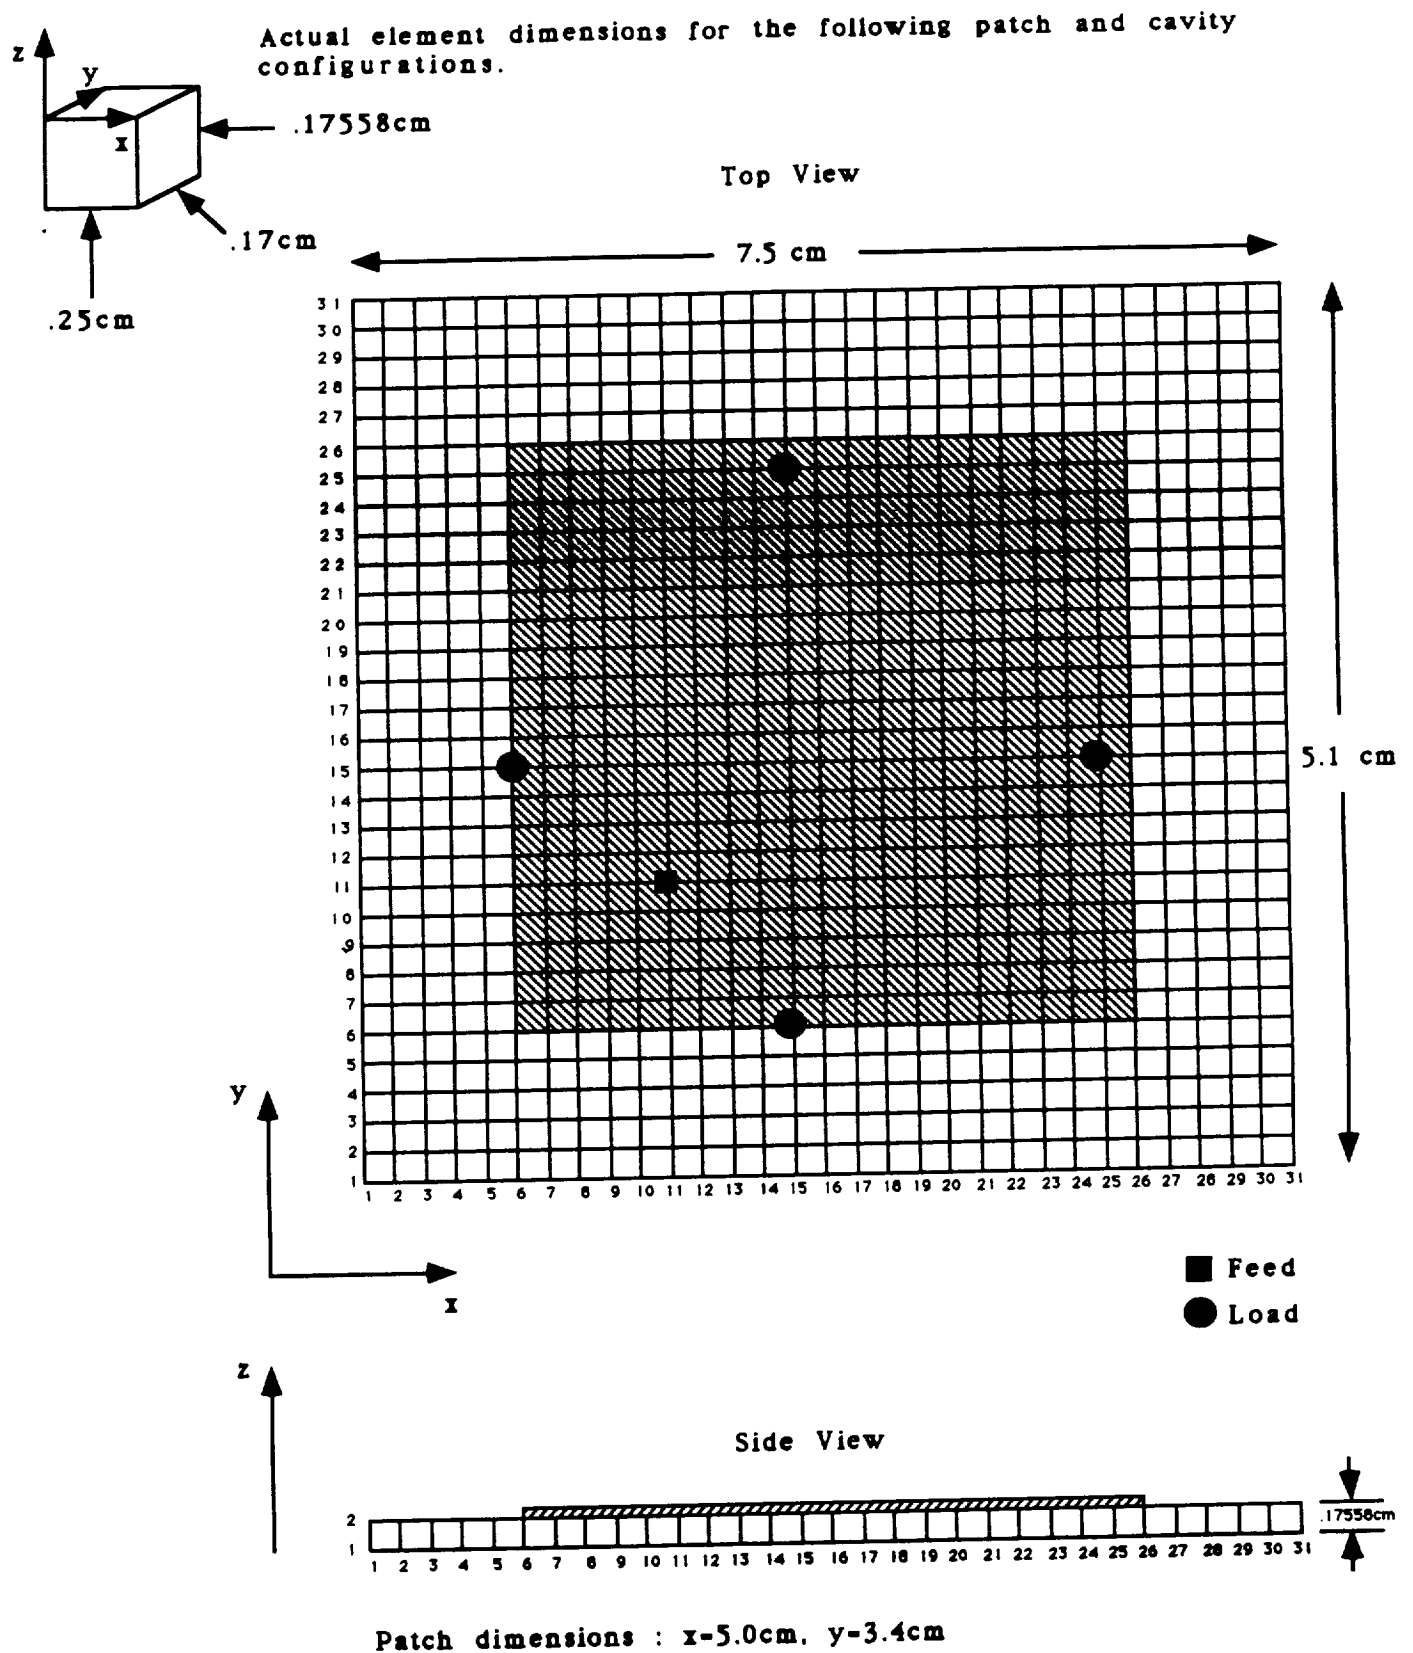 Actual element dimensions for the following patch and cavity
configurations.
z
y
x
.17558cm
.17cm
.25cm
Top View
7.5 cm
31
30
29
28
27
26
25
24
23
22
21
20
19
18
17
16
15
14
13
12
11
10
9
8
7
6
5
4
3
2
1
5.1 cm
1 2 3 4 5 6 7 8 9 10 11 12 13 14 15 16 17 18 19 20 21 22 23 24 25 26 27 28 29 30 31
y
x
Feed
Load
z
Side View
2
1
.17558cm
1 2 3 4 5 6 7 8 9 10 11 12 13 14 15 16 17 18 19 20 21 22 23 24 25 26 27 28 29 30 31
Patch dimensions : x=5.0cm, y=3.4cm